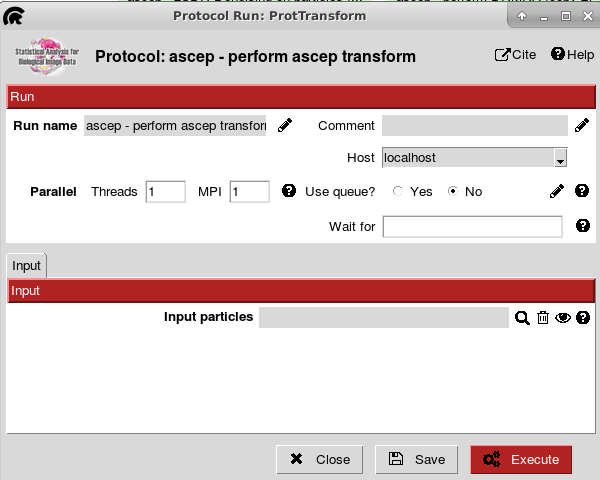 Protocol Run: ProtTransform
Statistical Analysis for
Biological Image Data
Protocol: ascep - perform ascep transform
Cite
Help
Run
Run name ascep - perform ascep transfor
Comment
Host localhost
Parallel Threads 1 MPI 1
Use queue? Yes No
Wait for
Input
Input
Input particles
Close
Save
Execute